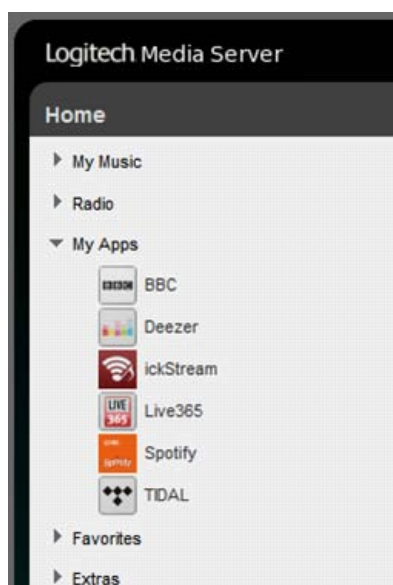 Logitech Media Server
Home
My Music
Radio
My Apps
BBC
BBC
Deezer
ickStream
LIVE
365
Live365
Spotify
Spotify
TIDAL
Favorites
Extras